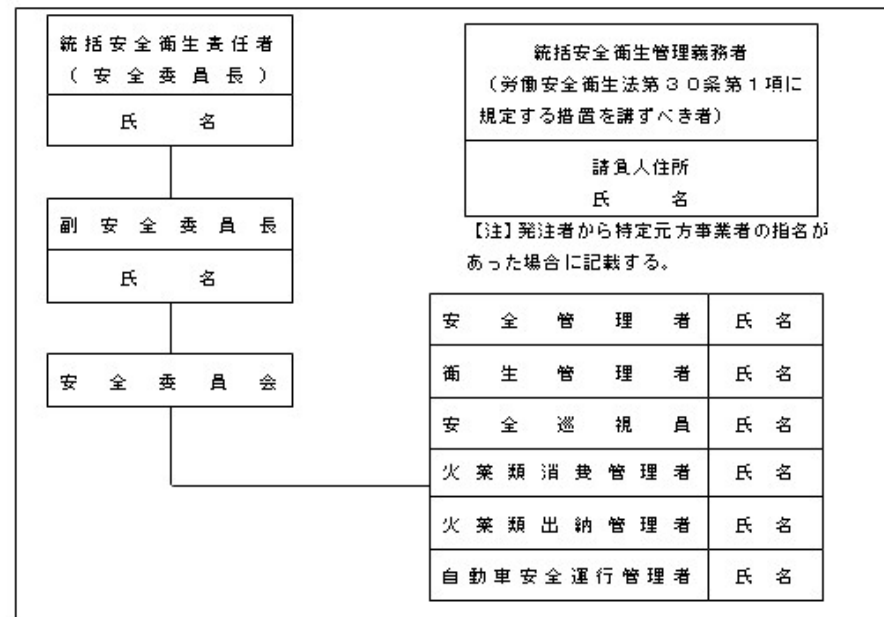 統括安全衛生責任者
（安全委員長）
氏 名
副安全委員長
氏 名
安全委員会
統括安全衛生管理義務者
（労働安全衛生法第３０条第１項に
規定する措置を講ずべき者）
請負人住所
氏 名
【注】発注者から特定元方事業者の指名が
あった場合に記載する。
安全管理者 氏名
衛生管理者 氏名
安全巡視員 氏名
火薬類消費管理者 氏名
火薬類出納管理者 氏名
自動車安全運行管理者 氏名